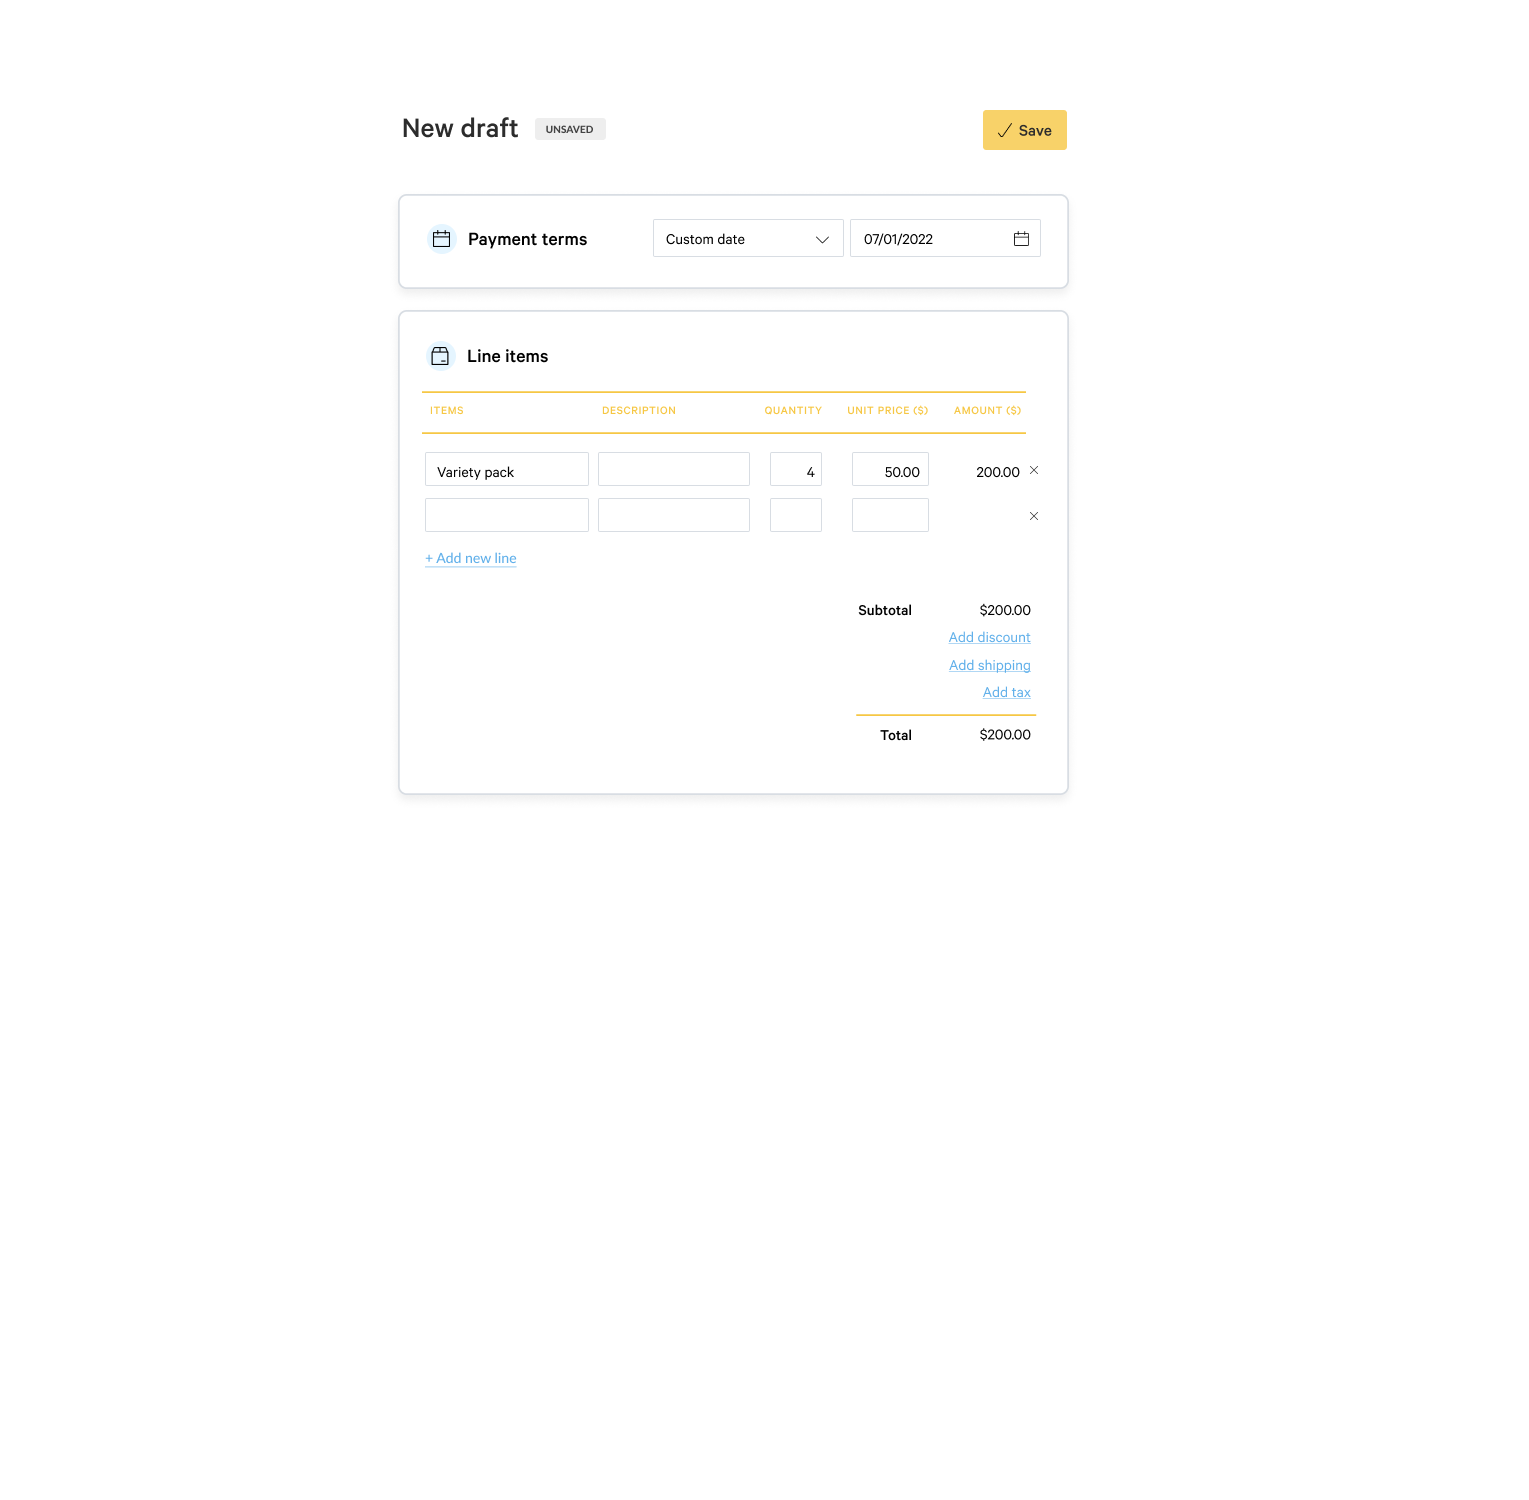 New draft UNSAVED Save
Payment terms Custom date 07/01/2022
Line items
ITEMS DESCRIPTION QUANTITY UNIT PRICE ($) AMOUNT ($)
Variety pack 4 50.00 200.00
+ Add new line
Subtotal $200.00
Add discount
Add shipping
Add tax
Total $200.00